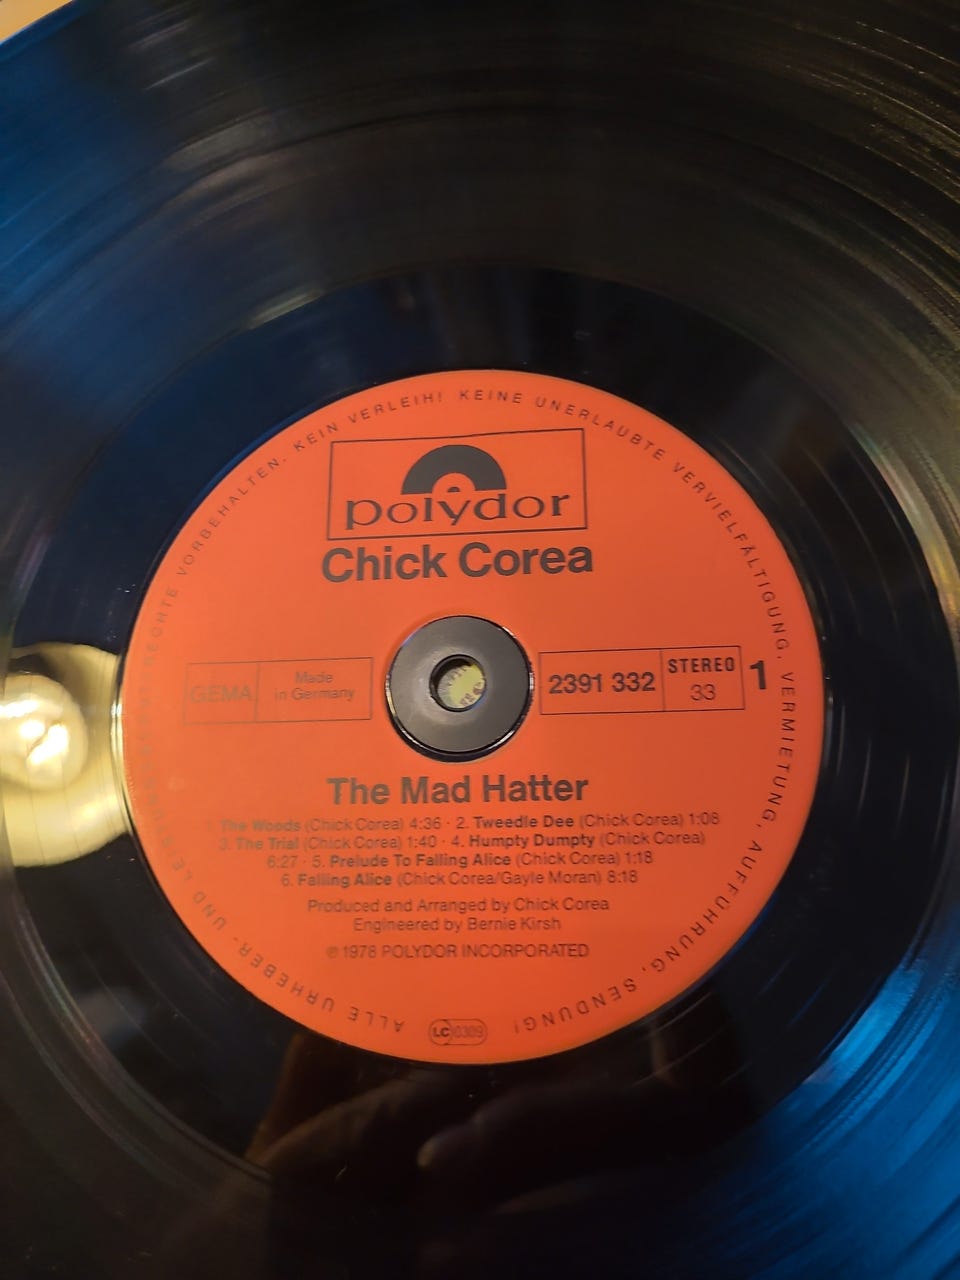 ALLE URHEBER- UND LEISTUNGSSCHUTZRECHTE VORBEHALTEN. KEIN VERLEIH! KEINE UNERLAUBTE VERVIELFÄLTIGUNG, VERMIETUNG, AUFFÜHRUNG, SENDUNG!
polydor
Chick Corea
GEMA
Made
in Germany
2391 332
STEREO
33
1
The Mad Hatter
1. The Woods (Chick Corea) 4:36 · 2. Tweedle Dee (Chick Corea) 1:08
3. The Trial (Chick Corea) 1:40 · 4. Humpty Dumpty (Chick Corea)
6:27 · 5. Prelude To Falling Alice (Chick Corea) 1:18
6. Falling Alice (Chick Corea/Gayle Moran) 8:18
Produced and Arranged by Chick Corea
Engineered by Bernie Kirsh
℗ 1978 POLYDOR INCORPORATED
LC 0309